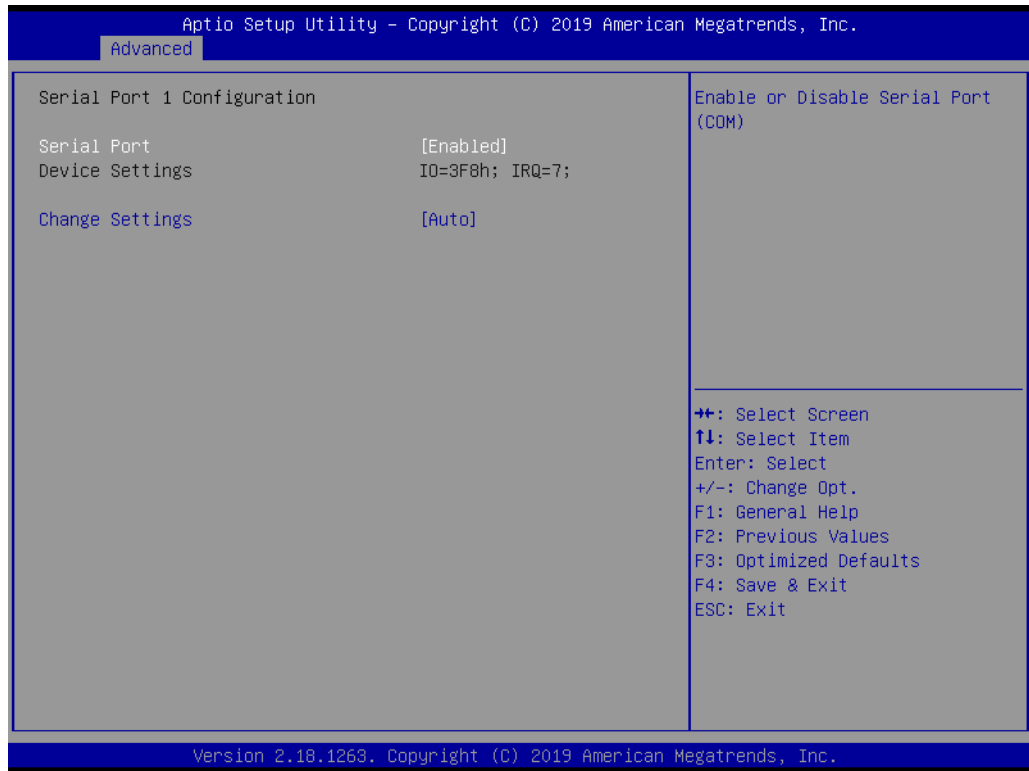 Aptio Setup Utility – Copyright (C) 2019 American Megatrends, Inc.
Advanced
Serial Port 1 Configuration
Serial Port [Enabled]
Device Settings IO=3F8h; IRQ=7;
Change Settings [Auto]
Enable or Disable Serial Port
(COM)
→←: Select Screen
↑↓: Select Item
Enter: Select
+/-: Change Opt.
F1: General Help
F2: Previous Values
F3: Optimized Defaults
F4: Save & Exit
ESC: Exit
Version 2.18.1263. Copyright (C) 2019 American Megatrends, Inc.